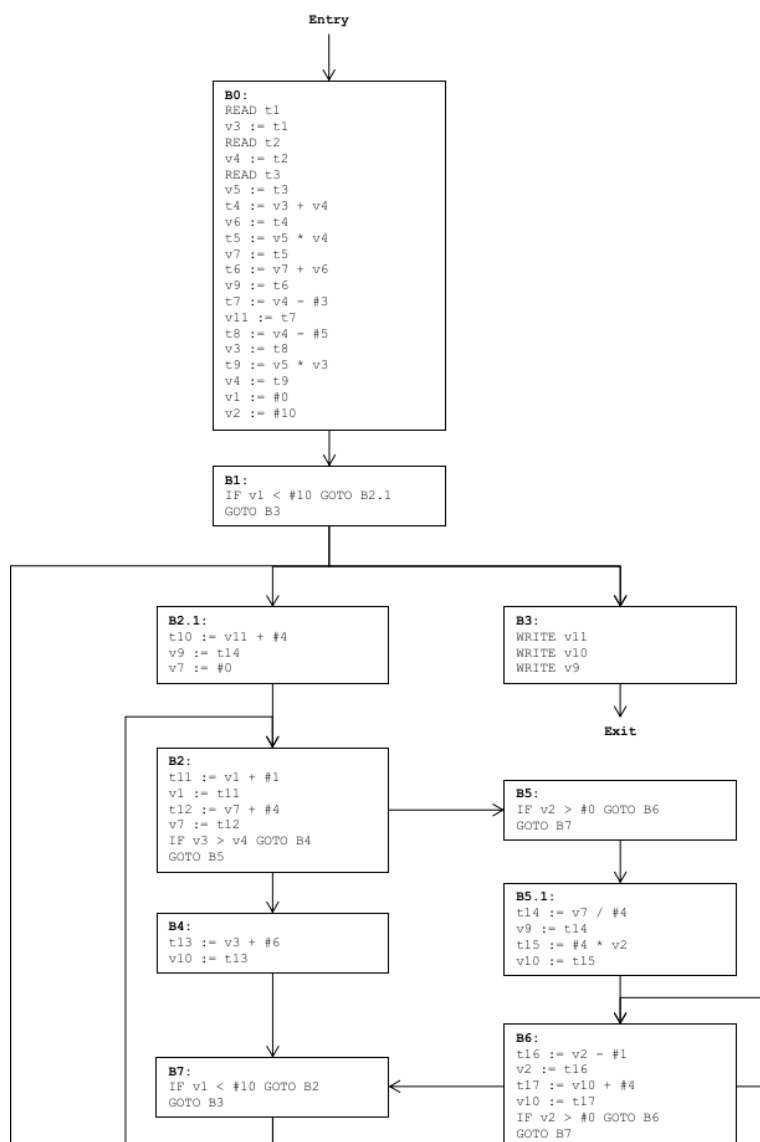 Entry
B0:
READ t1
v3 := t1
READ t2
v4 := t2
READ t3
v5 := t3
t4 := v3 + v4
v6 := t4
t5 := v5 * v4
v7 := t5
t6 := v7 + v6
v9 := t6
t7 := v4 - #3
v11 := t7
t8 := v4 - #5
v3 := t8
t9 := v5 * v3
v4 := t9
v1 := #0
v2 := #10
B1:
IF v1 < #10 GOTO B2.1
GOTO B3
B2.1:
t10 := v11 + #4
v9 := t14
v7 := #0
B3:
WRITE v11
WRITE v10
WRITE v9
Exit
B2:
t11 := v1 + #1
v1 := t11
t12 := v7 + #4
v7 := t12
IF v3 > v4 GOTO B4
GOTO B5
B5:
IF v2 > #0 GOTO B6
GOTO B7
B5.1:
t14 := v7 / #4
v9 := t14
t15 := #4 * v2
v10 := t15
B4:
t13 := v3 + #6
v10 := t13
B6:
t16 := v2 - #1
v2 := t16
t17 := v10 + #4
v10 := t17
IF v2 > #0 GOTO B6
GOTO B7
B7:
IF v1 < #10 GOTO B2
GOTO B3